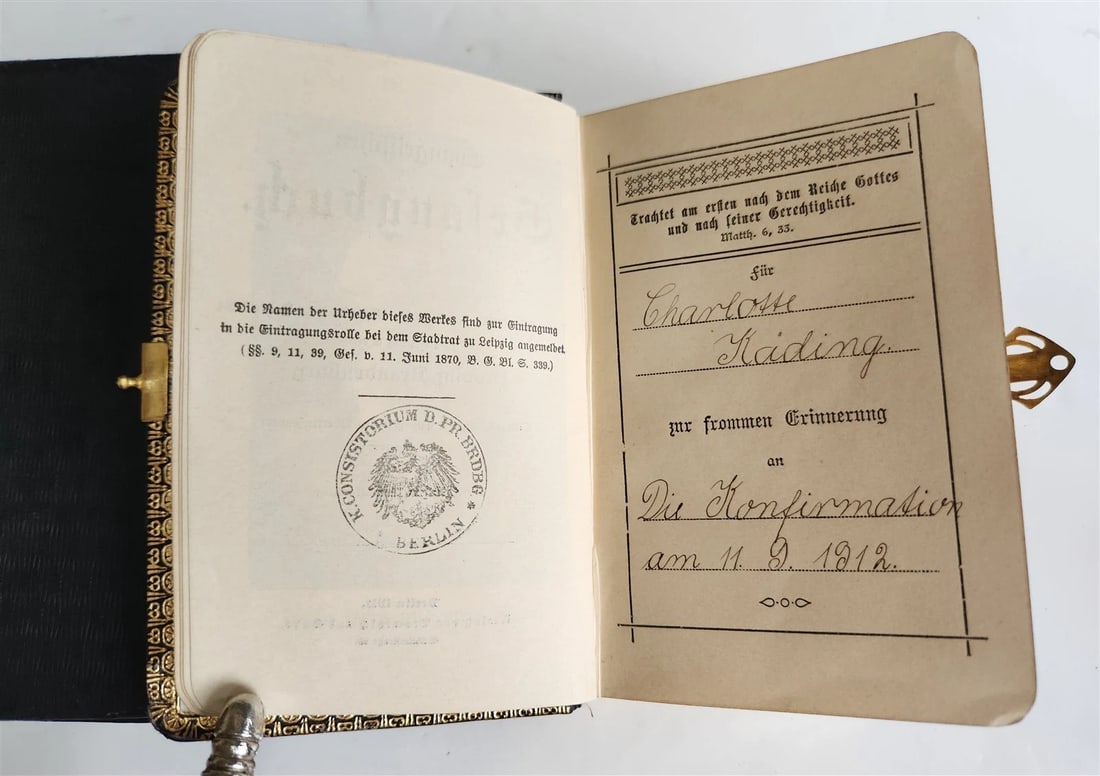 Die Namen der Urheber dieses Werkes sind zur Eintragung
in die Eintragungsrolle bei dem Stadtrat zu Leipzig angemeldet.
(§§. 9, 11, 39, Ges. v. 11. Juni 1870, B. G. Bl. S. 339.)
K. CONSISTORIUM D. PR. BRDBG * BERLIN
Trachtet am ersten nach dem Reiche Gottes
und nach seiner Gerechtigkeit.
Matth. 6, 33.
Für
Charlotte
Käding.
zur frommen Erinnerung
an
Die Konfirmation
am 11. 9. 1912.